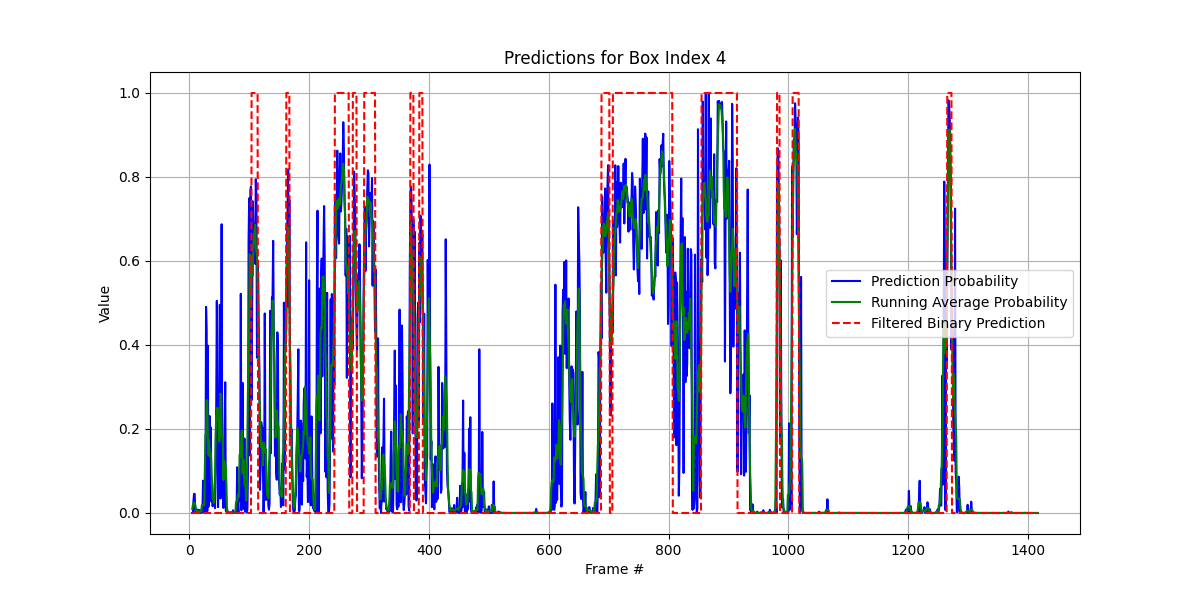 Predictions for Box Index 4
1.0
0.8
0.6
0.4
0.2
0.0
Value
Prediction Probability
Running Average Probability
Filtered Binary Prediction
0 200 400 600 800 1000 1200 1400
Frame #